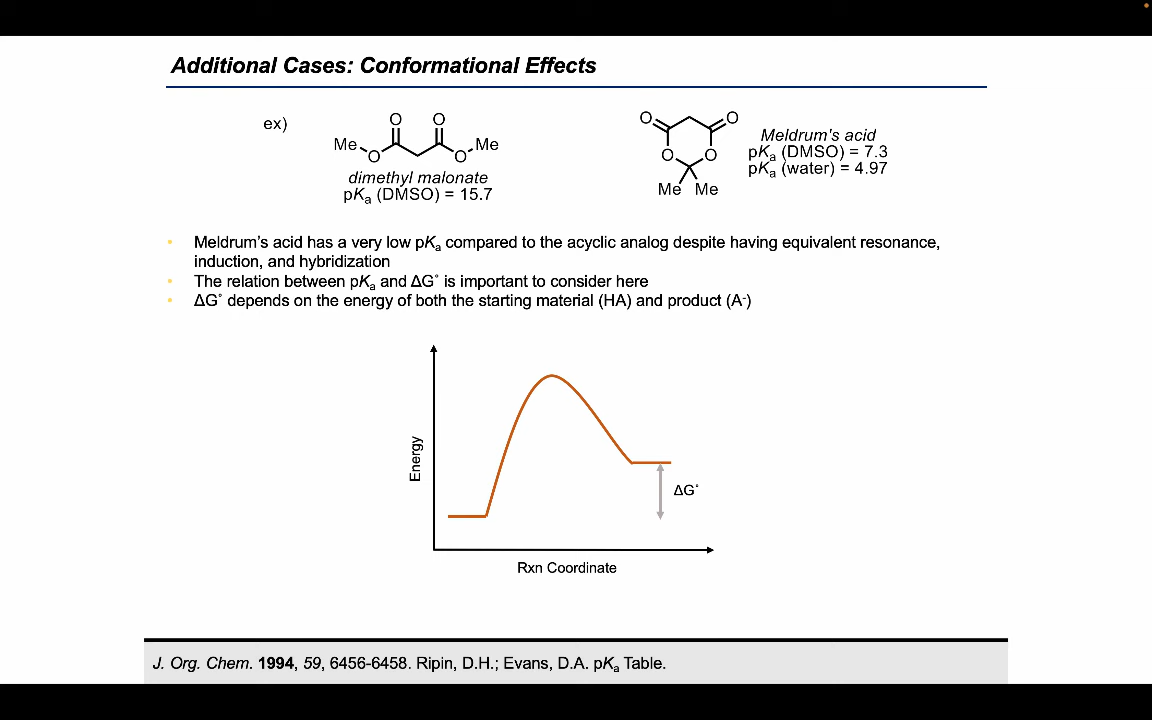 Additional Cases: Conformational Effects
ex)
O O
Me O O Me
dimethyl malonate
pKa (DMSO) = 15.7
O O
O O
Me Me
Meldrum's acid
pKa (DMSO) = 7.3
pKa (water) = 4.97
• Meldrum's acid has a very low pKa compared to the acyclic analog despite having equivalent resonance,
induction, and hybridization
• The relation between pKa and ΔG˚ is important to consider here
• ΔG˚ depends on the energy of both the starting material (HA) and product (A-)
Energy
ΔG˚
Rxn Coordinate
J. Org. Chem. 1994, 59, 6456-6458. Ripin, D.H.; Evans, D.A. pKa Table.